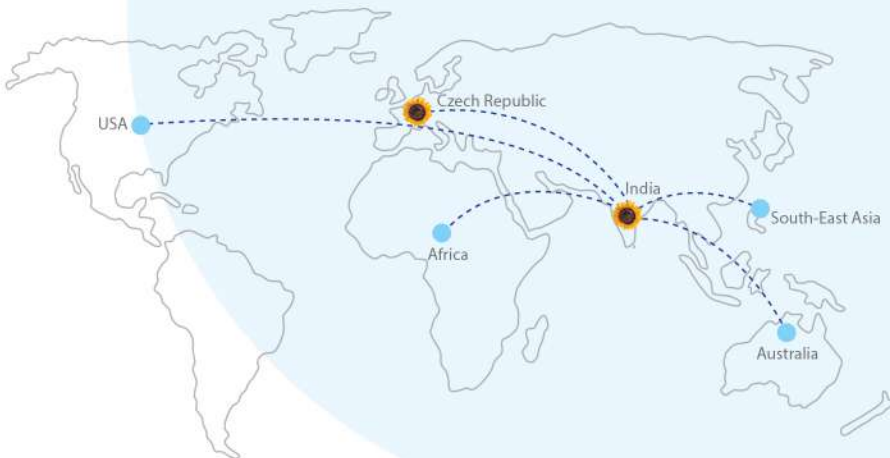 Czech Republic
USA
India
South-East Asia
Africa
Australia